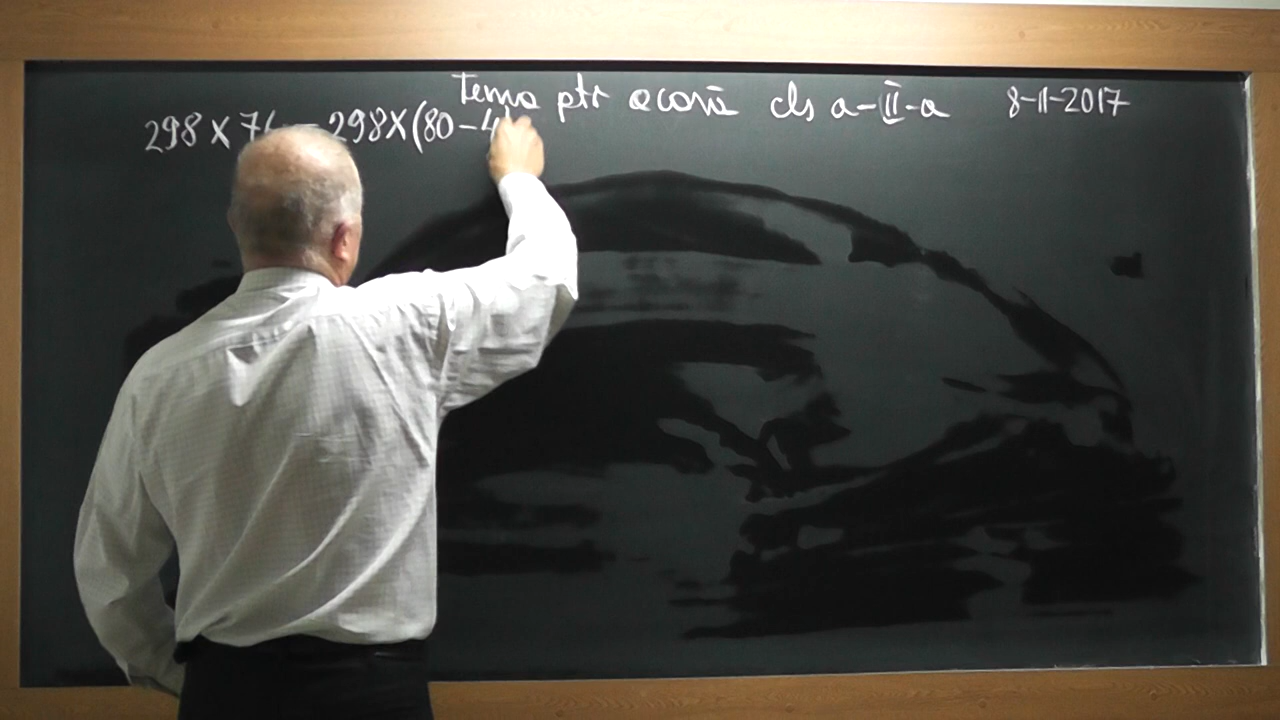 Tema ptr acasă cls a-II-a 8-11-2017
298 x 76 = 298 x (80 - 4)